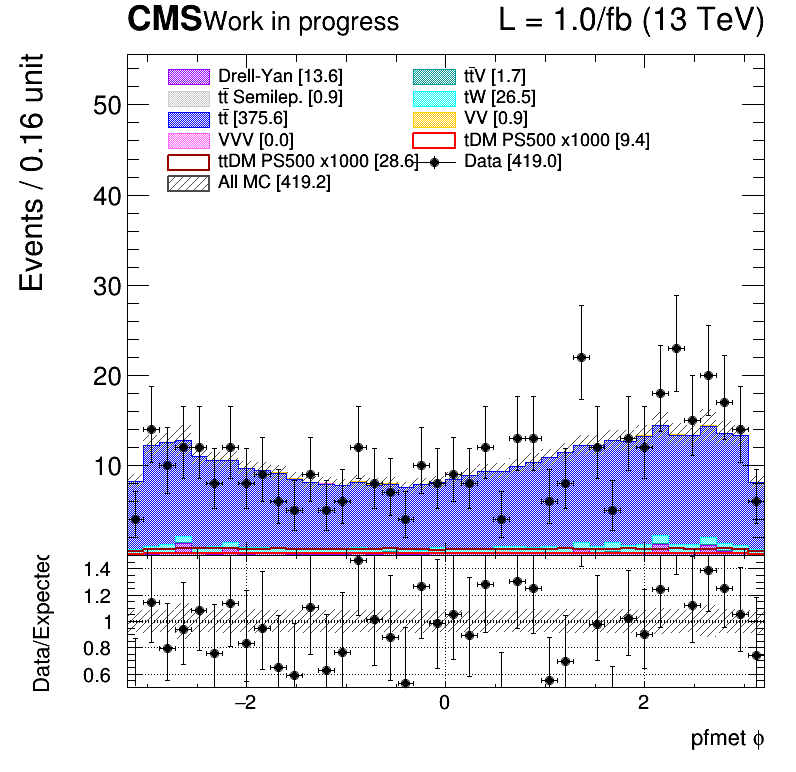 CMS Work in progress L = 1.0/fb (13 TeV)
Events / 0.16 unit
50
40
30
20
10
Drell-Yan [13.6] tt̄V [1.7]
tt̄ Semilep. [0.9] tW [26.5]
tt̄ [375.6] VV [0.9]
VVV [0.0] tDM PS500 x1000 [9.4]
ttDM PS500 x1000 [28.6] Data [419.0]
All MC [419.2]
Data/Expected
1.4
1.2
1
0.8
0.6
−2 0 2
pfmet ϕ